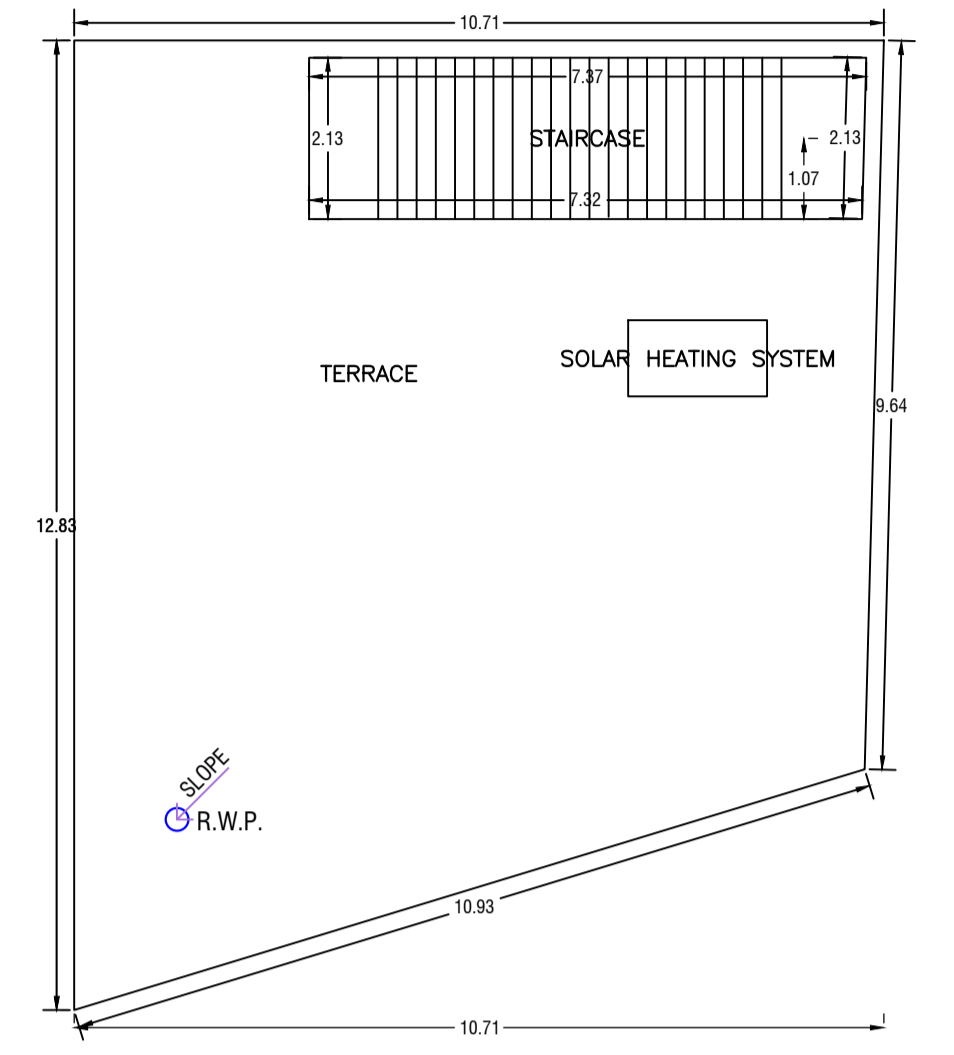 10.71
7.37
2.13
STAIRCASE
2.13
1.07
7.32
SOLAR HEATING SYSTEM
TERRACE
9.64
12.83
SLOPE
R.W.P.
10.93
10.71